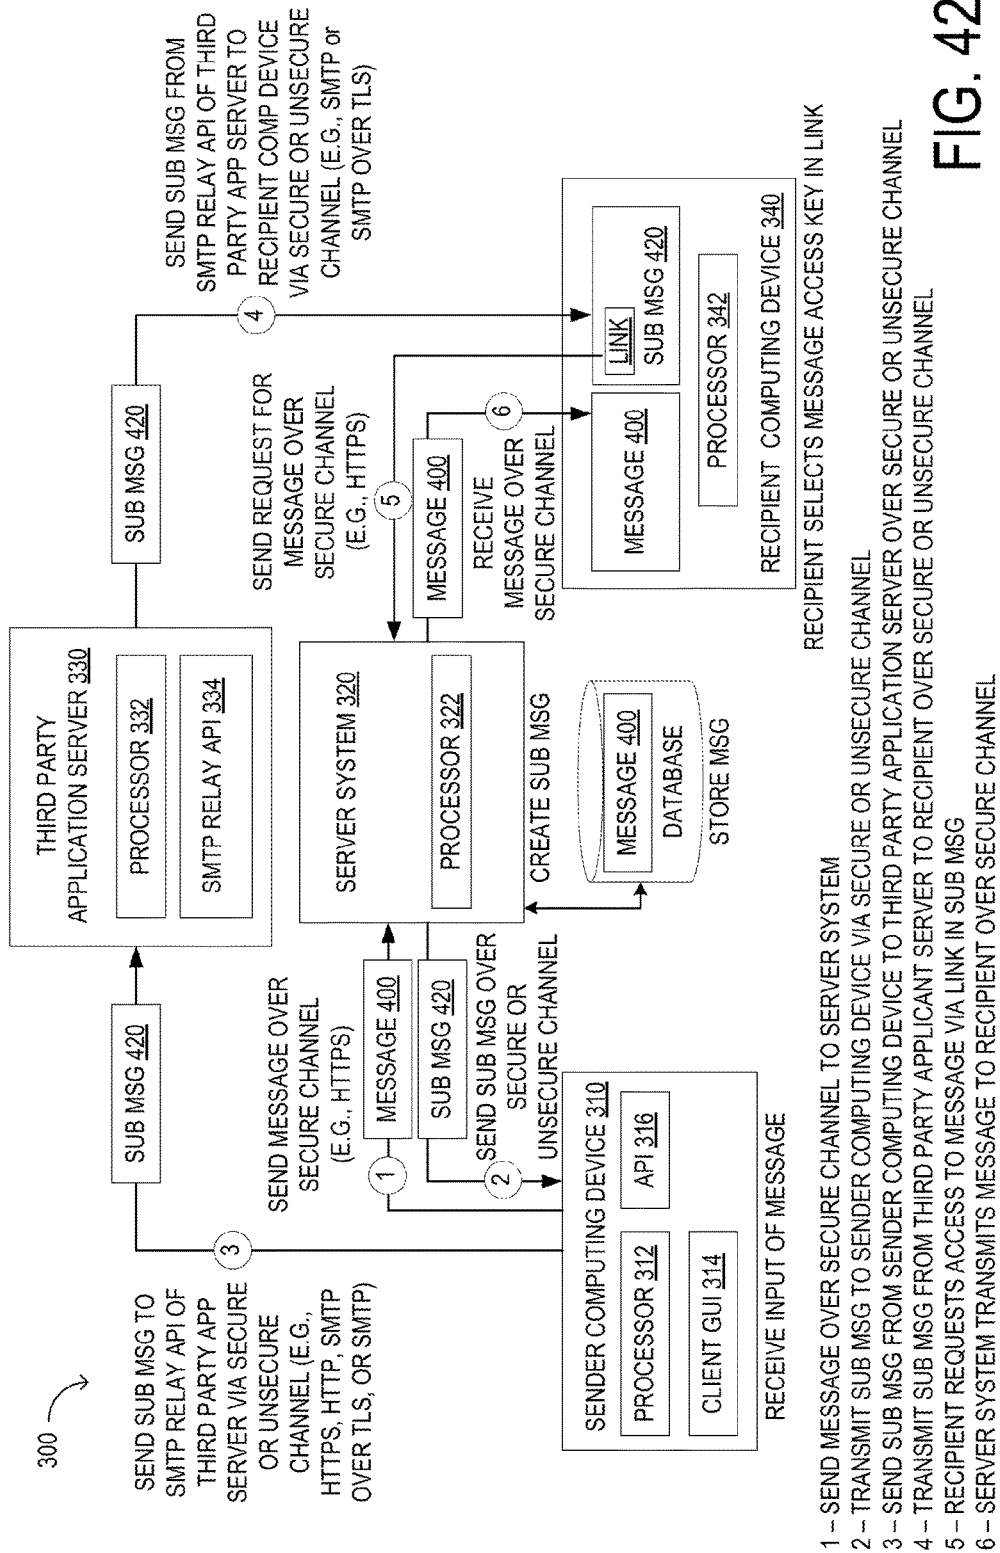 300
SEND SUB MSG TO
SMTP RELAY API OF
THIRD PARTY APP
SERVER VIA SECURE
OR UNSECURE
CHANNEL (E.G.,
HTTPS, HTTP, SMTP
OVER TLS, OR SMTP)
3
SUB MSG 420
THIRD PARTY
APPLICATION SERVER 330
PROCESSOR 332
SMTP RELAY API 334
SUB MSG 420
4
SEND SUB MSG FROM
SMTP RELAY API OF THIRD
PARTY APP SERVER TO
RECIPIENT COMP DEVICE
VIA SECURE OR UNSECURE
CHANNEL (E.G., SMTP or
SMTP OVER TLS)
SEND MESSAGE OVER
SECURE CHANNEL
(E.G., HTTPS)
1
MESSAGE 400
SUB MSG 420
2
SEND SUB MSG OVER
SECURE OR
UNSECURE CHANNEL
SERVER SYSTEM 320
PROCESSOR 322
CREATE SUB MSG
MESSAGE 400
DATABASE
STORE MSG
SEND REQUEST FOR
MESSAGE OVER
SECURE CHANNEL
(E.G., HTTPS)
5
MESSAGE 400
6
RECEIVE
MESSAGE OVER
SECURE CHANNEL
SENDER COMPUTING DEVICE 310
PROCESSOR 312
API 316
CLIENT GUI 314
RECEIVE INPUT OF MESSAGE
MESSAGE 400
LINK
SUB MSG 420
PROCESSOR 342
RECIPIENT COMPUTING DEVICE 340
RECIPIENT SELECTS MESSAGE ACCESS KEY IN LINK
1 – SEND MESSAGE OVER SECURE CHANNEL TO SERVER SYSTEM
2 – TRANSMIT SUB MSG TO SENDER COMPUTING DEVICE VIA SECURE OR UNSECURE CHANNEL
3 – SEND SUB MSG FROM SENDER COMPUTING DEVICE TO THIRD PARTY APPLICATION SERVER OVER SECURE OR UNSECURE CHANNEL
4 – TRANSMIT SUB MSG FROM THIRD PARTY APPLICANT SERVER TO RECIPIENT OVER SECURE OR UNSECURE CHANNEL
5 – RECIPIENT REQUESTS ACCESS TO MESSAGE VIA LINK IN SUB MSG
6 – SERVER SYSTEM TRANSMITS MESSAGE TO RECIPIENT OVER SECURE CHANNEL
FIG. 42